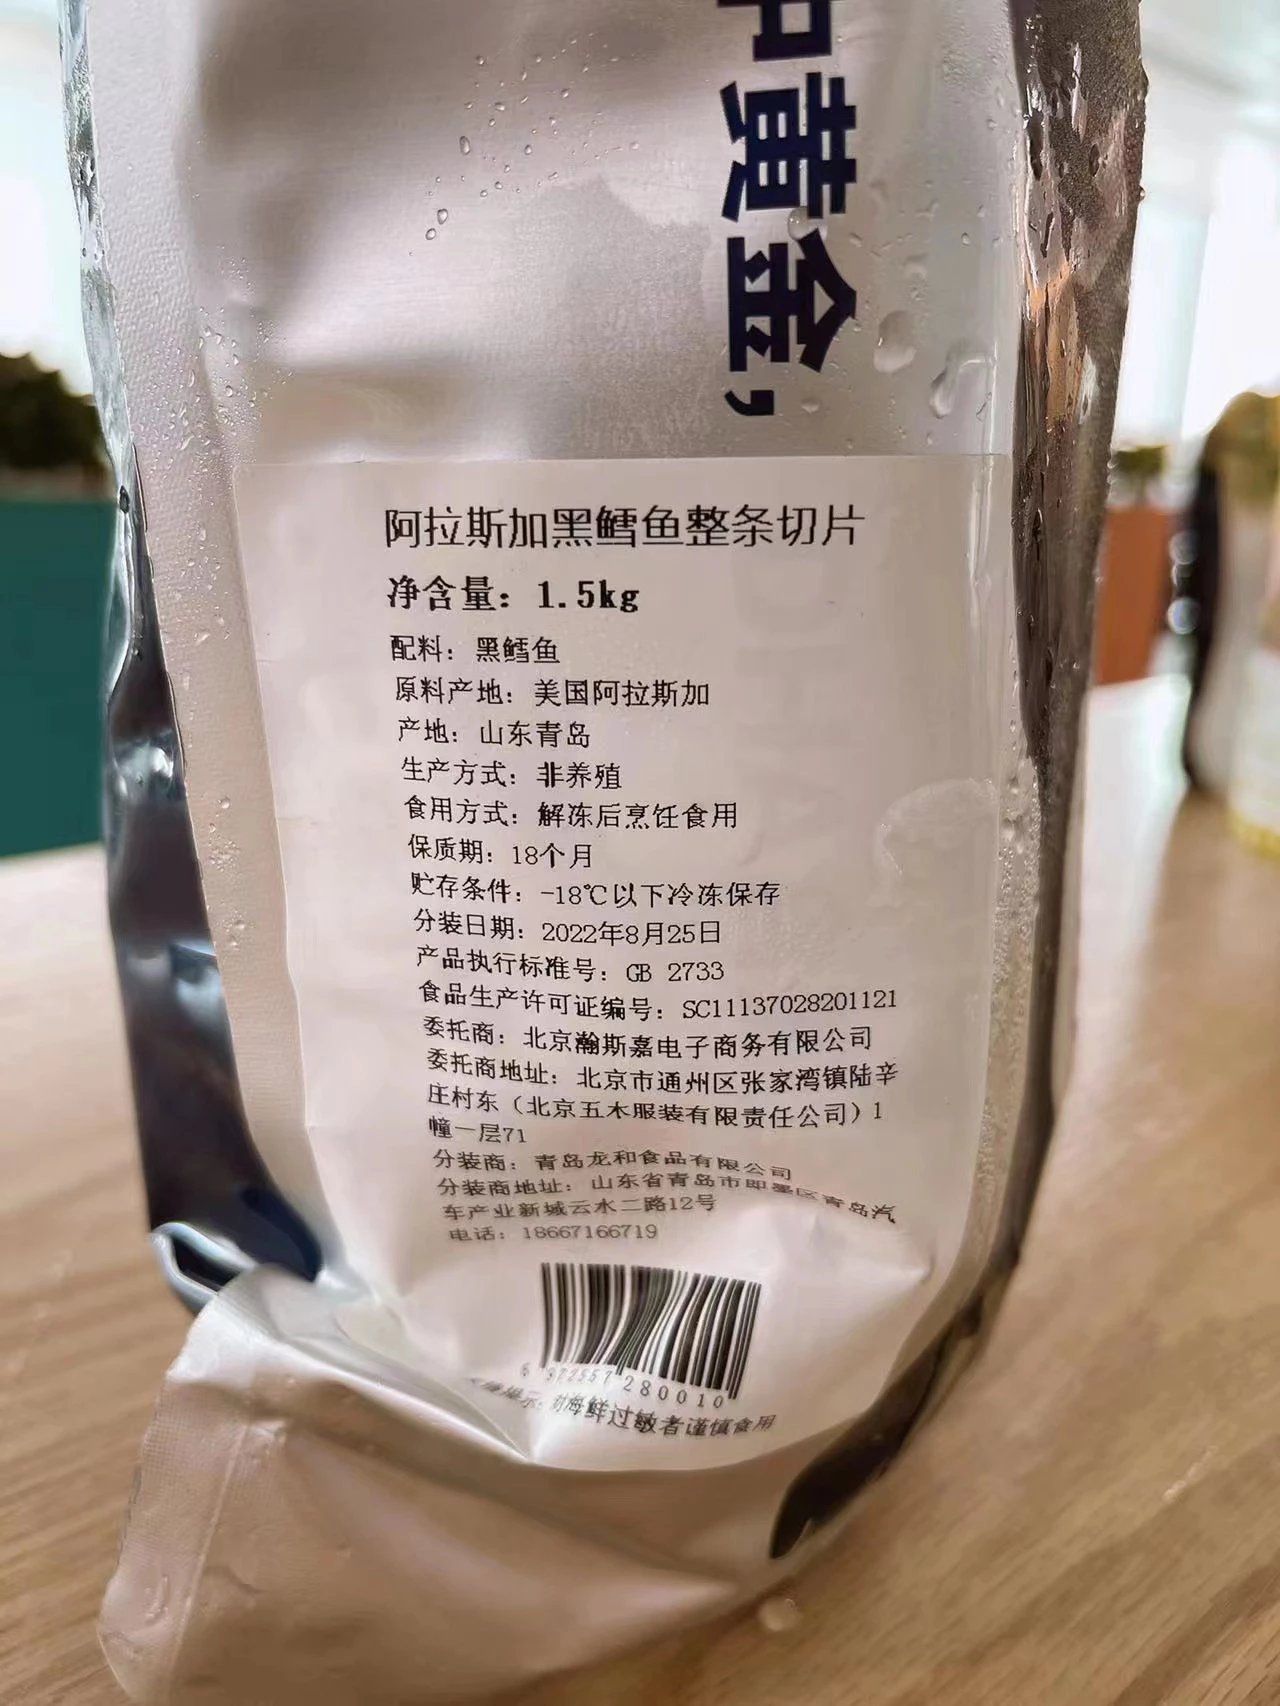 中黄金，
阿拉斯加黑鳕鱼整条切片
净含量：1.5kg
配料：黑鳕鱼
原料产地：美国阿拉斯加
产地：山东青岛
生产方式：非养殖
食用方式：解冻后烹饪食用
保质期：18个月
贮存条件：-18℃以下冷冻保存
分装日期：2022年8月25日
产品执行标准号：GB 2733
食品生产许可证编号：SC11137028201121
委托商：北京瀚斯嘉电子商务有限公司
委托商地址：北京市通州区张家湾镇陆辛
庄村东（北京五木服装有限责任公司）1
幢一层71
分装商：青岛龙和食品有限公司
分装商地址：山东省青岛市即墨区青岛汽
车产业新城云水二路12号
电话：18667166719
6 972557 280010
提示：对海鲜过敏者谨慎食用